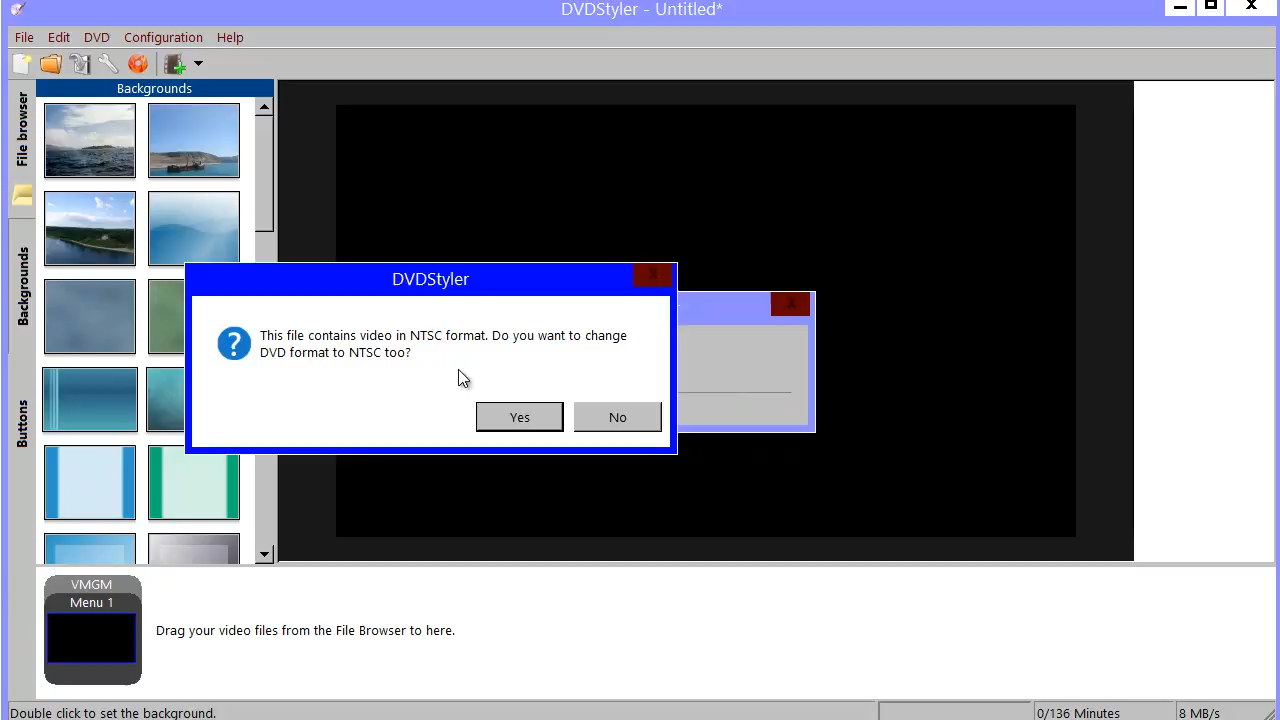 DVDStyler - Untitled*
File Edit DVD Configuration Help
File browser
Backgrounds
Buttons
Backgrounds
DVDStyler
X
X
This file contains video in NTSC format. Do you want to change
DVD format to NTSC too?
Yes No
VMGM
Menu 1
Drag your video files from the File Browser to here.
Double click to set the background. 0/136 Minutes 8 MB/s